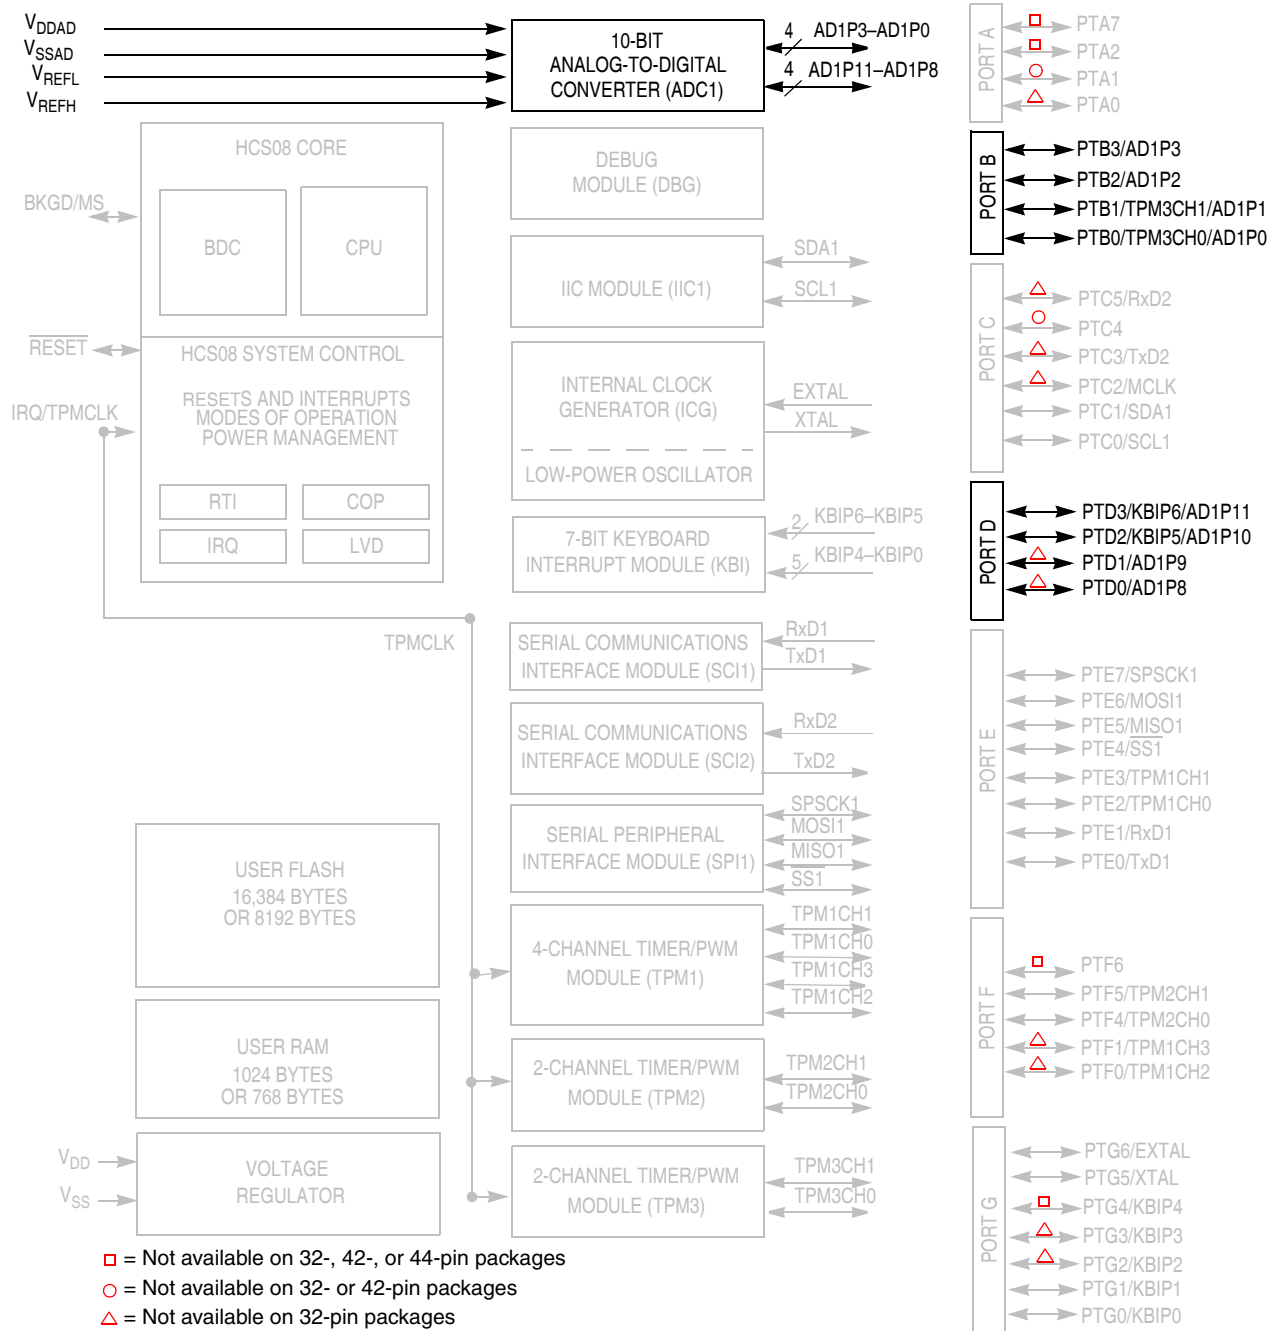 VDDAD
VSSAD
VREFL
VREFH
10-BIT
ANALOG-TO-DIGITAL
CONVERTER (ADC1)
4 AD1P3–AD1P0
4 AD1P11–AD1P8
HCS08 CORE
BDC
CPU
BKGD/MS
RESET
HCS08 SYSTEM CONTROL
RESETS AND INTERRUPTS
MODES OF OPERATION
POWER MANAGEMENT
IRQ/TPMCLK
RTI
COP
IRQ
LVD
TPMCLK
USER FLASH
16,384 BYTES
OR 8192 BYTES
USER RAM
1024 BYTES
OR 768 BYTES
VDD
VSS
VOLTAGE
REGULATOR
DEBUG
MODULE (DBG)
IIC MODULE (IIC1)
SDA1
SCL1
INTERNAL CLOCK
GENERATOR (ICG)
LOW-POWER OSCILLATOR
EXTAL
XTAL
7-BIT KEYBOARD
INTERRUPT MODULE (KBI)
2 KBIP6–KBIP5
5 KBIP4–KBIP0
SERIAL COMMUNICATIONS
INTERFACE MODULE (SCI1)
RxD1
TxD1
SERIAL COMMUNICATIONS
INTERFACE MODULE (SCI2)
RxD2
TxD2
SERIAL PERIPHERAL
INTERFACE MODULE (SPI1)
SPSCK1
MOSI1
MISO1
SS1
4-CHANNEL TIMER/PWM
MODULE (TPM1)
TPM1CH1
TPM1CH0
TPM1CH3
TPM1CH2
2-CHANNEL TIMER/PWM
MODULE (TPM2)
TPM2CH1
TPM2CH0
2-CHANNEL TIMER/PWM
MODULE (TPM3)
TPM3CH1
TPM3CH0
PORT A
PTA7
PTA2
PTA1
PTA0
PORT B
PTB3/AD1P3
PTB2/AD1P2
PTB1/TPM3CH1/AD1P1
PTB0/TPM3CH0/AD1P0
PORT C
PTC5/RxD2
PTC4
PTC3/TxD2
PTC2/MCLK
PTC1/SDA1
PTC0/SCL1
PORT D
PTD3/KBIP6/AD1P11
PTD2/KBIP5/AD1P10
PTD1/AD1P9
PTD0/AD1P8
PORT E
PTE7/SPSCK1
PTE6/MOSI1
PTE5/MISO1
PTE4/SS1
PTE3/TPM1CH1
PTE2/TPM1CH0
PTE1/RxD1
PTE0/TxD1
PORT F
PTF6
PTF5/TPM2CH1
PTF4/TPM2CH0
PTF1/TPM1CH3
PTF0/TPM1CH2
PORT G
PTG6/EXTAL
PTG5/XTAL
PTG4/KBIP4
PTG3/KBIP3
PTG2/KBIP2
PTG1/KBIP1
PTG0/KBIP0
= Not available on 32-, 42-, or 44-pin packages
= Not available on 32- or 42-pin packages
= Not available on 32-pin packages